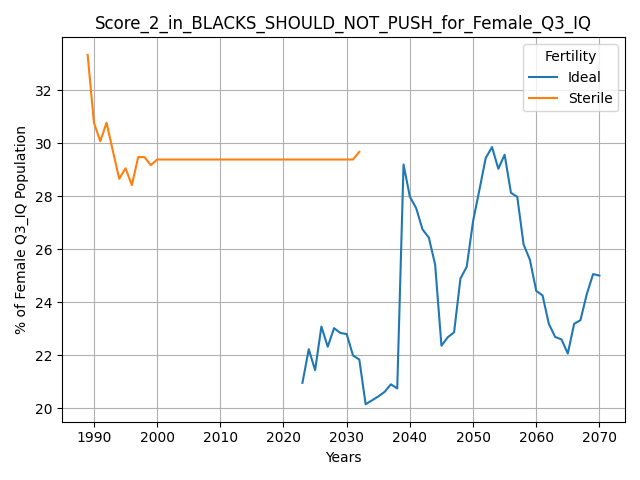 Score_2_in_BLACKS_SHOULD_NOT_PUSH_for_Female_Q3_IQ
Fertility
Ideal
Sterile
% of Female Q3_IQ Population
32
30
28
26
24
22
20
1990 2000 2010 2020 2030 2040 2050 2060 2070
Years